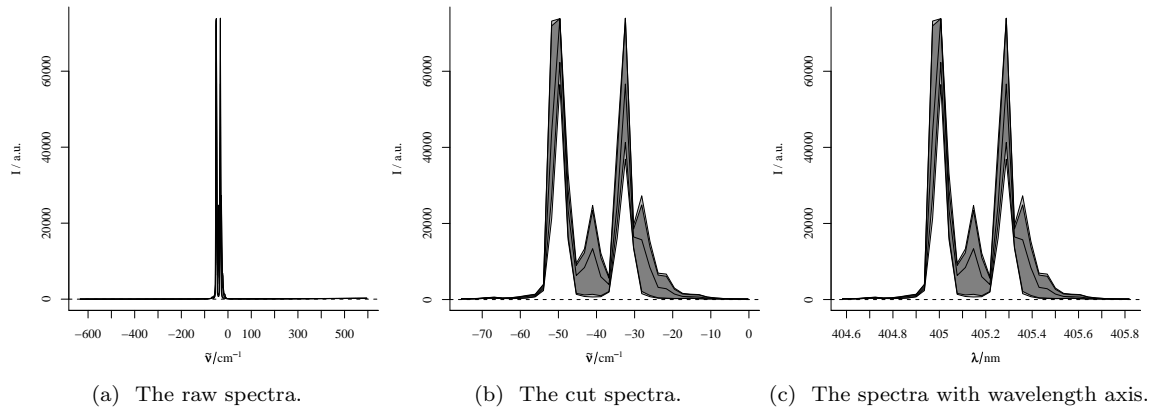 I / a.u.
60000
40000
20000
0
−600 −400 −200 0 100 300 500
ν̃/cm⁻¹
(a) The raw spectra.
I / a.u.
60000
40000
20000
0
−70 −60 −50 −40 −30 −20 −10 0
ν̃/cm⁻¹
(b) The cut spectra.
I / a.u.
60000
40000
20000
0
404.6 404.8 405 405.2 405.4 405.6 405.8
λ/nm
(c) The spectra with wavelength axis.